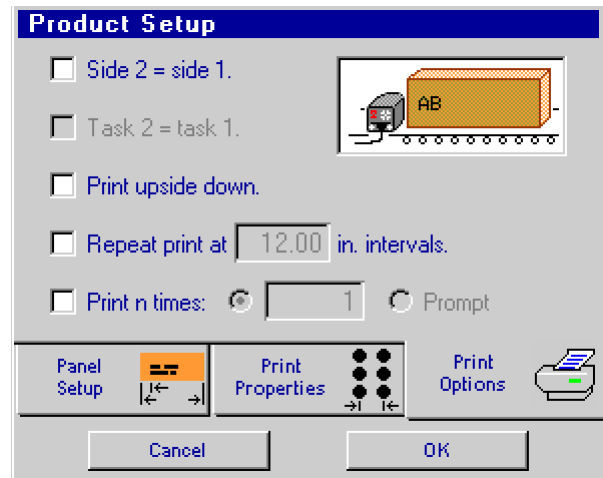 Product Setup
Side 2 = side 1.
AB
2
Task 2 = task 1.
Print upside down.
Repeat print at 12.00 in. intervals.
Print n times: 1 Prompt
Panel Setup
Print Properties
Print Options
Cancel
OK